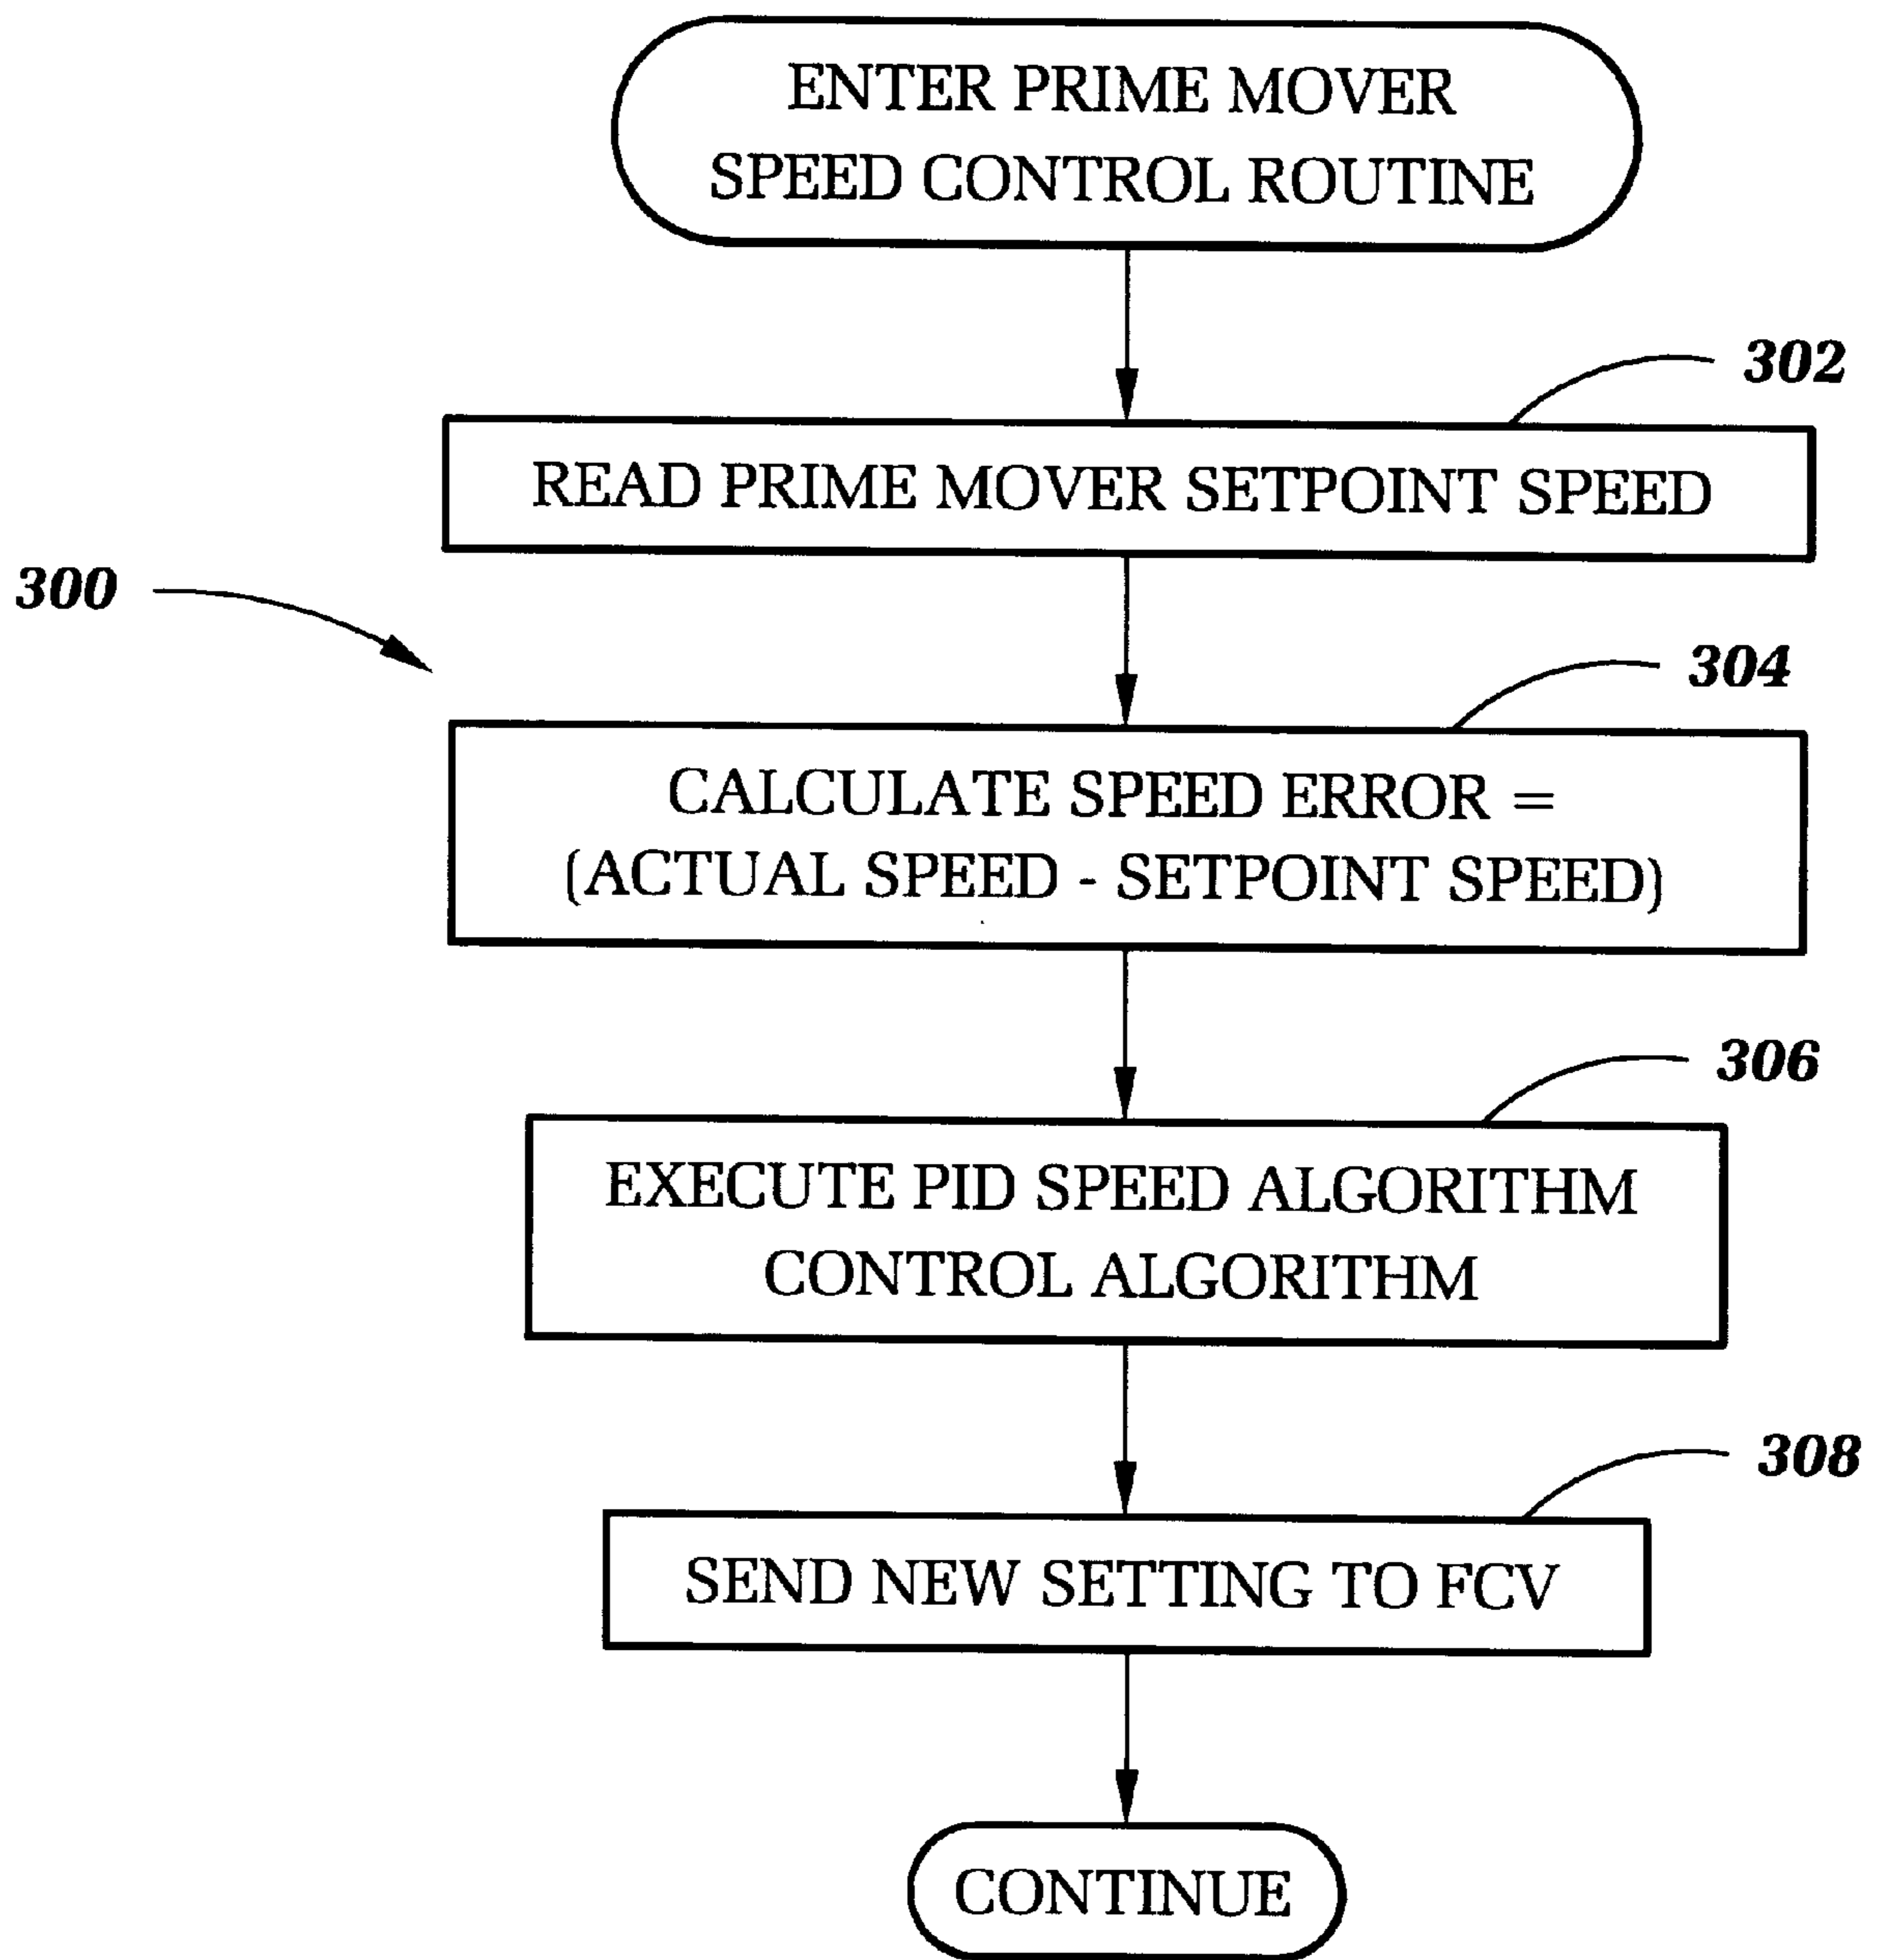 ENTER PRIME MOVER
SPEED CONTROL ROUTINE
302
READ PRIME MOVER SETPOINT SPEED
300
304
CALCULATE SPEED ERROR =
(ACTUAL SPEED - SETPOINT SPEED)
306
EXECUTE PID SPEED ALGORITHM
CONTROL ALGORITHM
308
SEND NEW SETTING TO FCV
CONTINUE